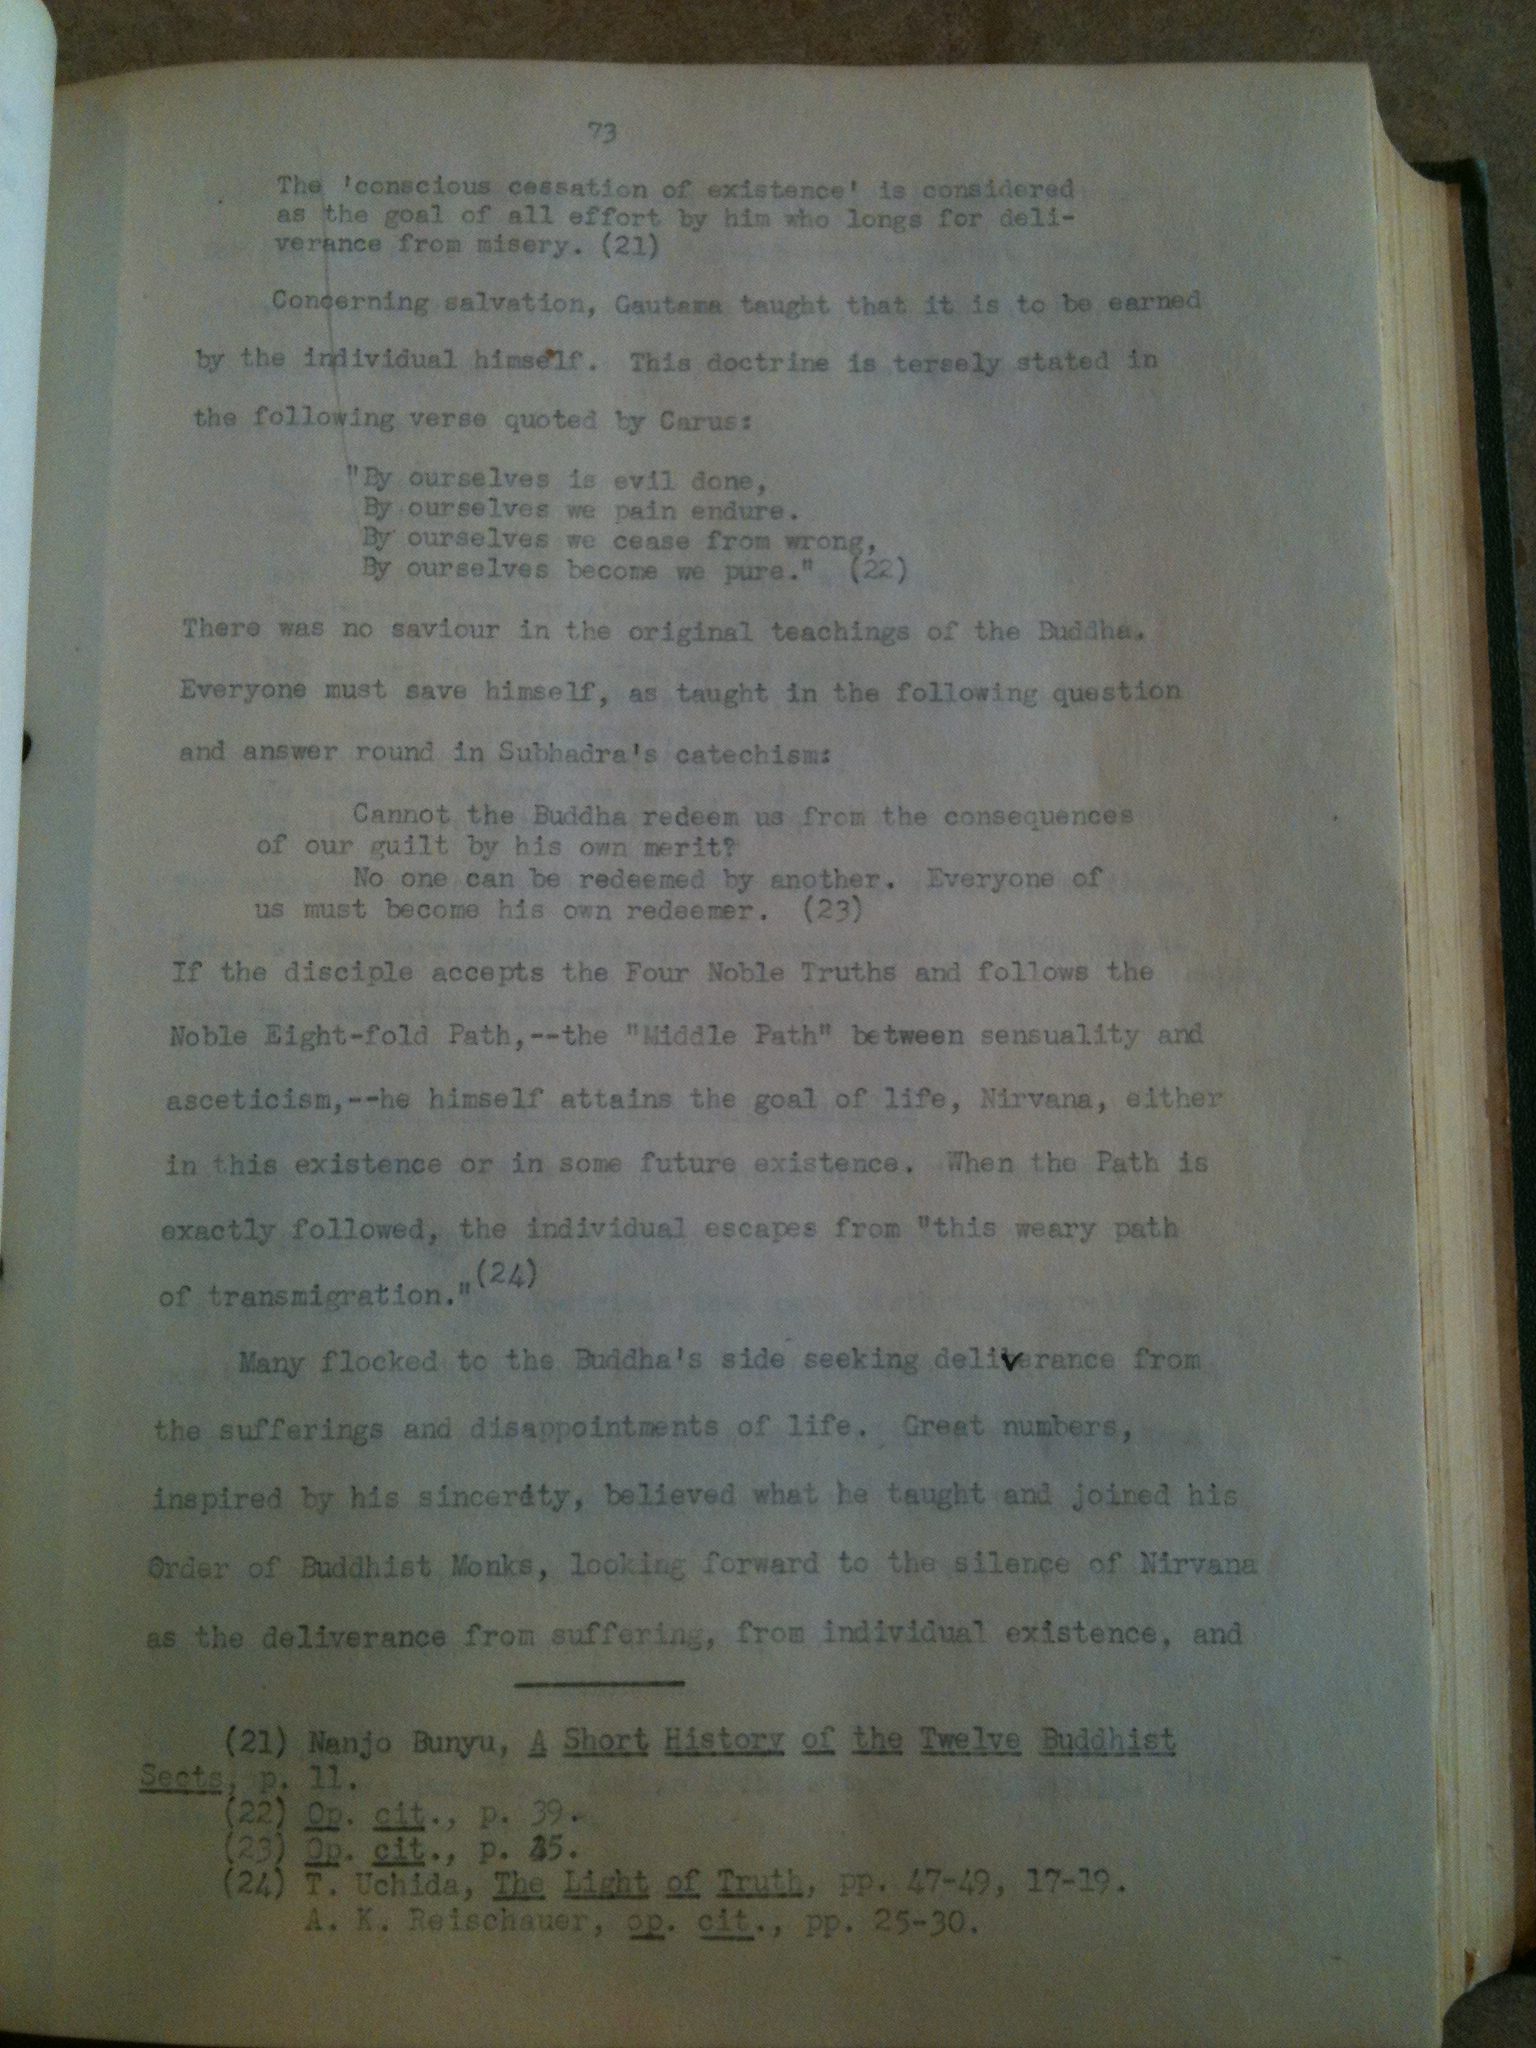 73
The 'conscious cessation of existence' is considered
as the goal of all effort by him who longs for deli-
verance from misery. (21)
Concerning salvation, Gautama taught that it is to be earned
by the individual himself. This doctrine is tersely stated in
the following verse quoted by Carus:
"By ourselves is evil done,
By ourselves we pain endure.
By ourselves we cease from wrong,
By ourselves become we pure." (22)
There was no saviour in the original teachings of the Buddha.
Everyone must save himself, as taught in the following question
and answer round in Subhadra's catechism:
Cannot the Buddha redeem us from the consequences
of our guilt by his own merit?
No one can be redeemed by another. Everyone of
us must become his own redeemer. (23)
If the disciple accepts the Four Noble Truths and follows the
Noble Eight-fold Path,--the "Middle Path" between sensuality and
asceticism,--he himself attains the goal of life, Nirvana, either
in this existence or in some future existence. When the Path is
exactly followed, the individual escapes from "this weary path
of transmigration." (24)
Many flocked to the Buddha's side seeking deliverance from
the sufferings and disappointments of life. Great numbers,
inspired by his sincerity, believed what he taught and joined his
Order of Buddhist Monks, looking forward to the silence of Nirvana
as the deliverance from suffering, from individual existence, and
(21) Nanjo Bunyu, A Short History of the Twelve Buddhist
Sects, p. 11.
(22) Op. cit., p. 39.
(23) Op. cit., p.
(24) T. Uchida, The Light of Truth, pp. 47-49, 17-19.
A. K. Reischauer, op. cit., pp. 25-30.